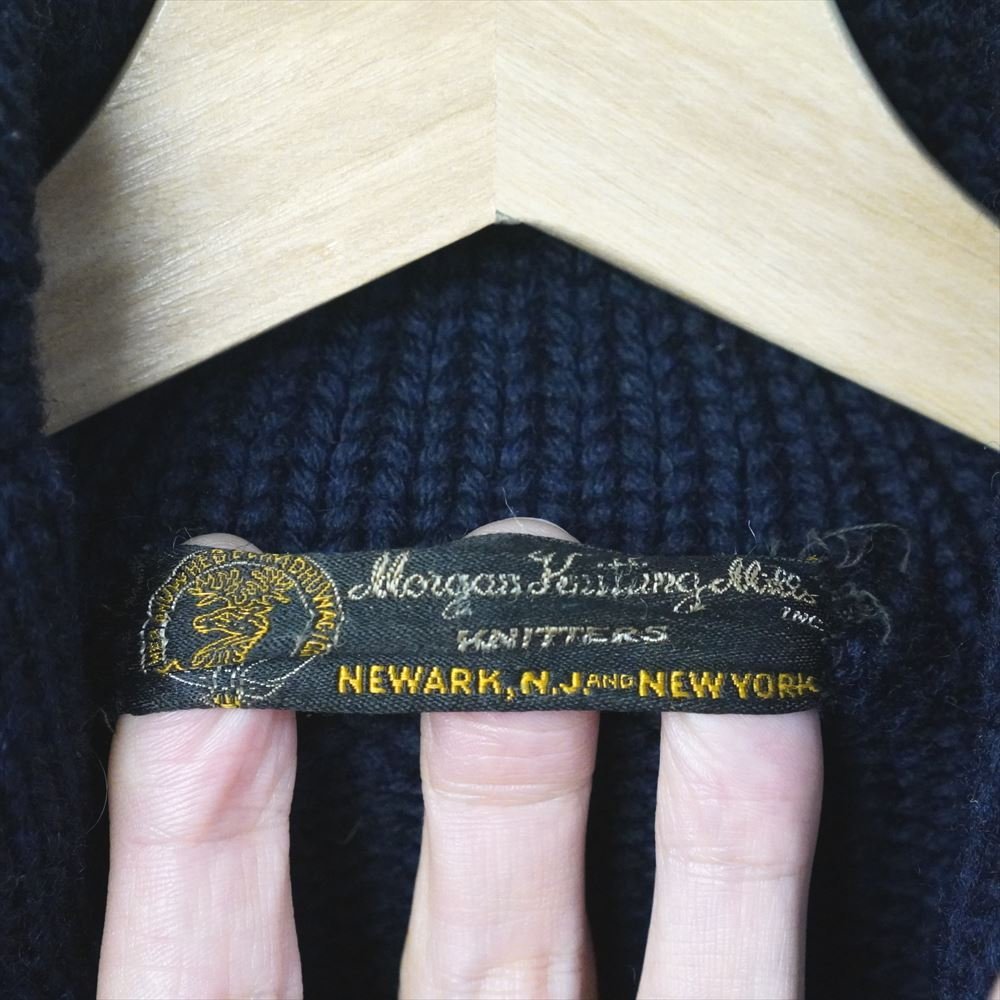 Morgan Knitting Mills
INC
KNITTERS
NEWARK, N.J. AND NEW YORK